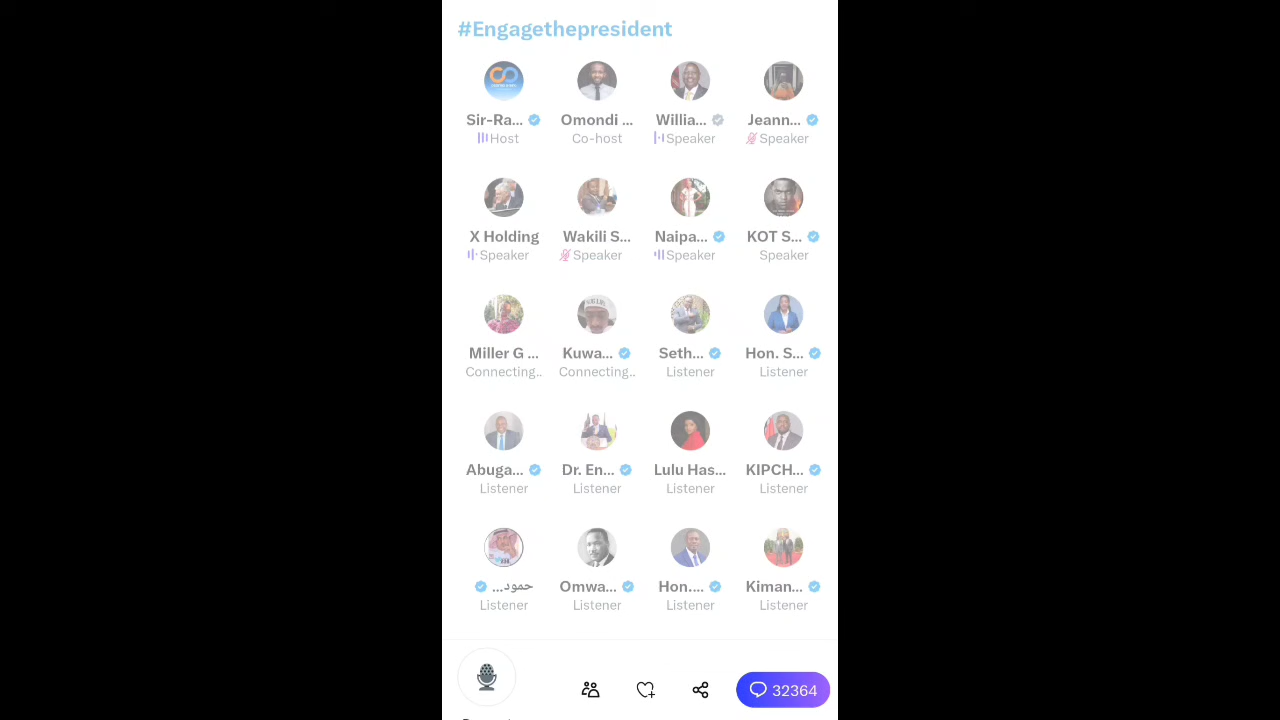 #Engagethepresident
Sir-Ra... Omondi ... Willia... Jeann...
Host Co-host Speaker Speaker
X Holding Wakili S... Naipa... KOT S...
Speaker Speaker Speaker Speaker
Miller G ... Kuwa... Seth... Hon. S...
Connecting.. Connecting.. Listener Listener
Abuga... Dr. En... Lulu Has... KIPCH...
Listener Listener Listener Listener
حمود... Omwa... Hon.... Kiman...
Listener Listener Listener Listener
32364